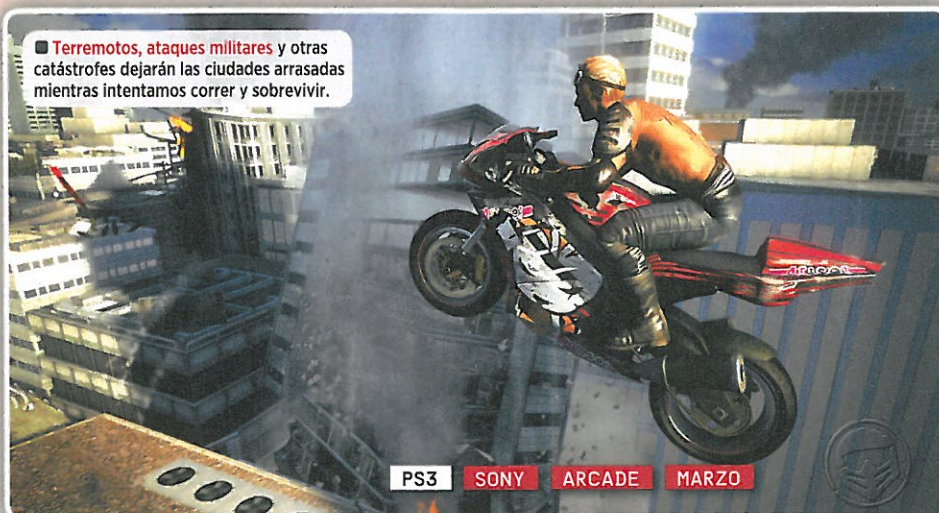 ■ Terremotos, ataques militares y otras
catástrofes dejarán las ciudades arrasadas
mientras intentamos correr y sobrevivir.
PS3 SONY ARCADE MARZO